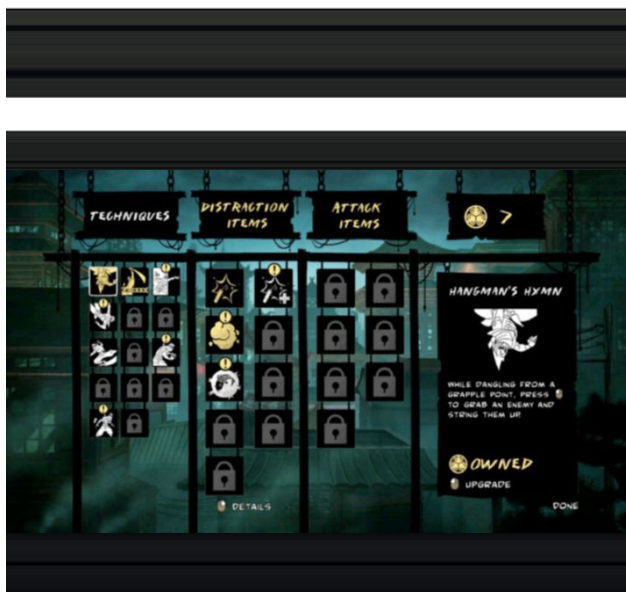 TECHNIQUES
DISTRACTION
ITEMS
ATTACK
ITEMS
7
HANGMAN'S HYMN
WHILE DANGLING FROM A
GRAPPLE POINT, PRESS
TO GRAB AN ENEMY AND
STRING THEM UP.
OWNED
UPGRADE
DETAILS
DONE